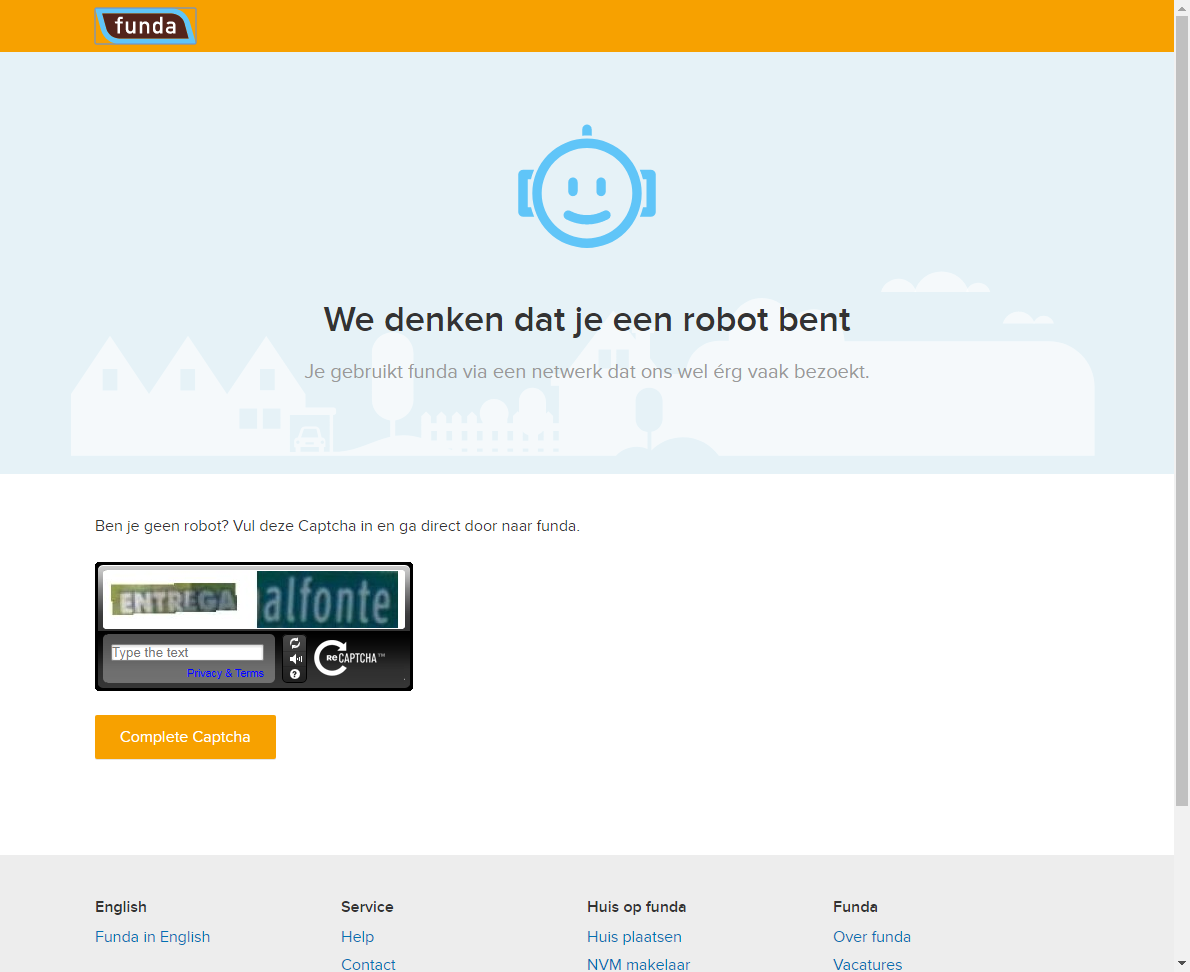 funda
We denken dat je een robot bent
Je gebruikt funda via een netwerk dat ons wel érg vaak bezoekt.
Ben je geen robot? Vul deze Captcha in en ga direct door naar funda.
ENTREGA alfonte
Type the text
Privacy & Terms
?
ReCAPTCHA™
Complete Captcha
English Service Huis op funda Funda
Funda in English Help Huis plaatsen Over funda
Contact NVM makelaar Vacatures